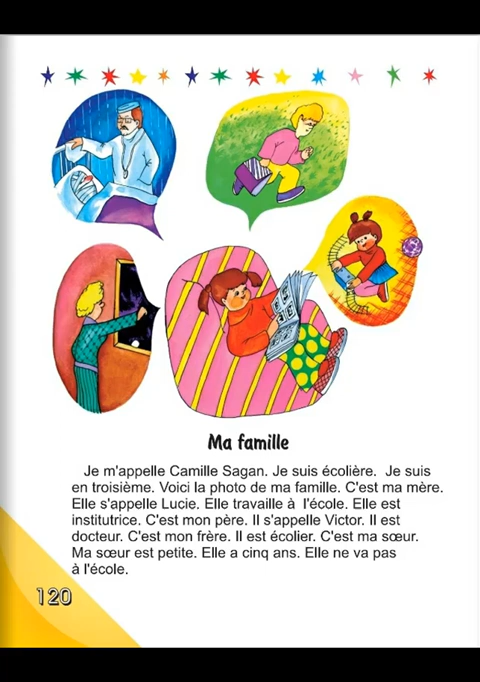 Ma famille
Je m'appelle Camille Sagan. Je suis écolière. Je suis
en troisième. Voici la photo de ma famille. C'est ma mère.
Elle s'appelle Lucie. Elle travaille à l'école. Elle est
institutrice. C'est mon père. Il s'appelle Victor. Il est
docteur. C'est mon frère. Il est écolier. C'est ma sœur.
Ma sœur est petite. Elle a cinq ans. Elle ne va pas
à l'école.
120